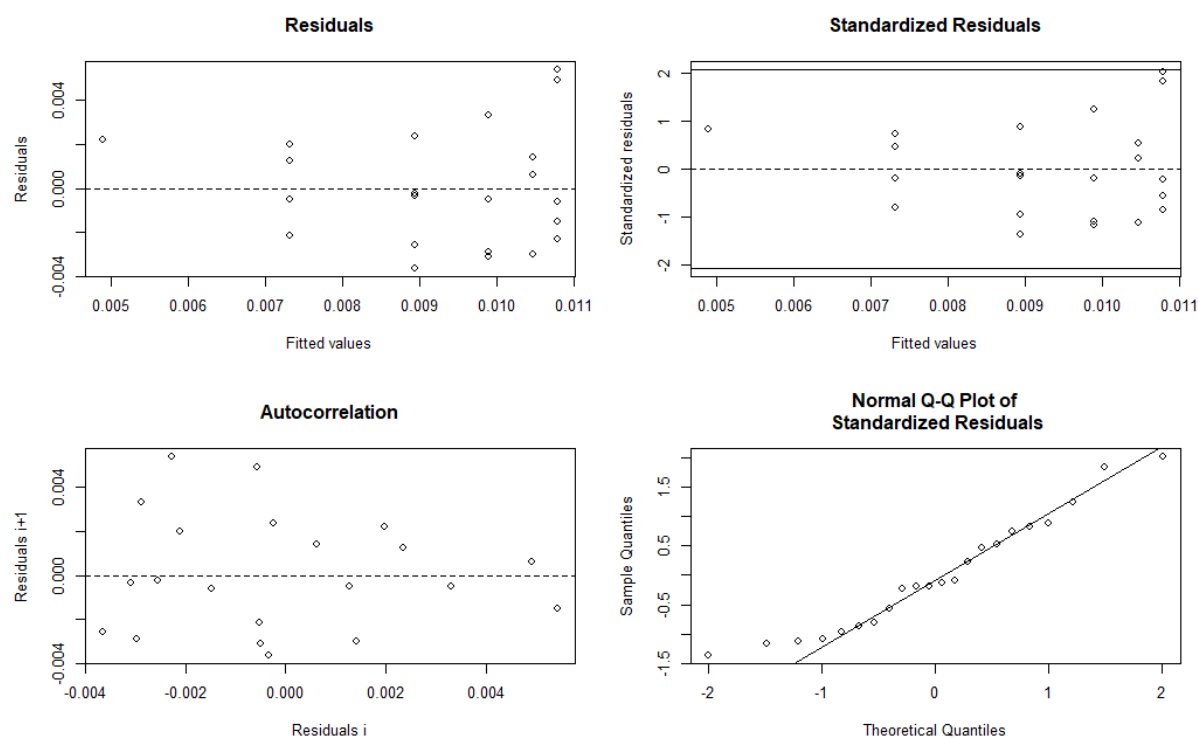 Residuals
Residuals
0.004
0.000
-0.004
0.005 0.006 0.007 0.008 0.009 0.010 0.011
Fitted values
Standardized Residuals
Standardized residuals
2
1
0
-1
-2
0.005 0.006 0.007 0.008 0.009 0.010 0.011
Fitted values
Autocorrelation
Residuals i+1
0.004
0.000
-0.004
-0.004 -0.002 0.000 0.002 0.004
Residuals i
Normal Q-Q Plot of
Standardized Residuals
Sample Quantiles
1.5
0.5
-0.5
-1.5
-2 -1 0 1 2
Theoretical Quantiles